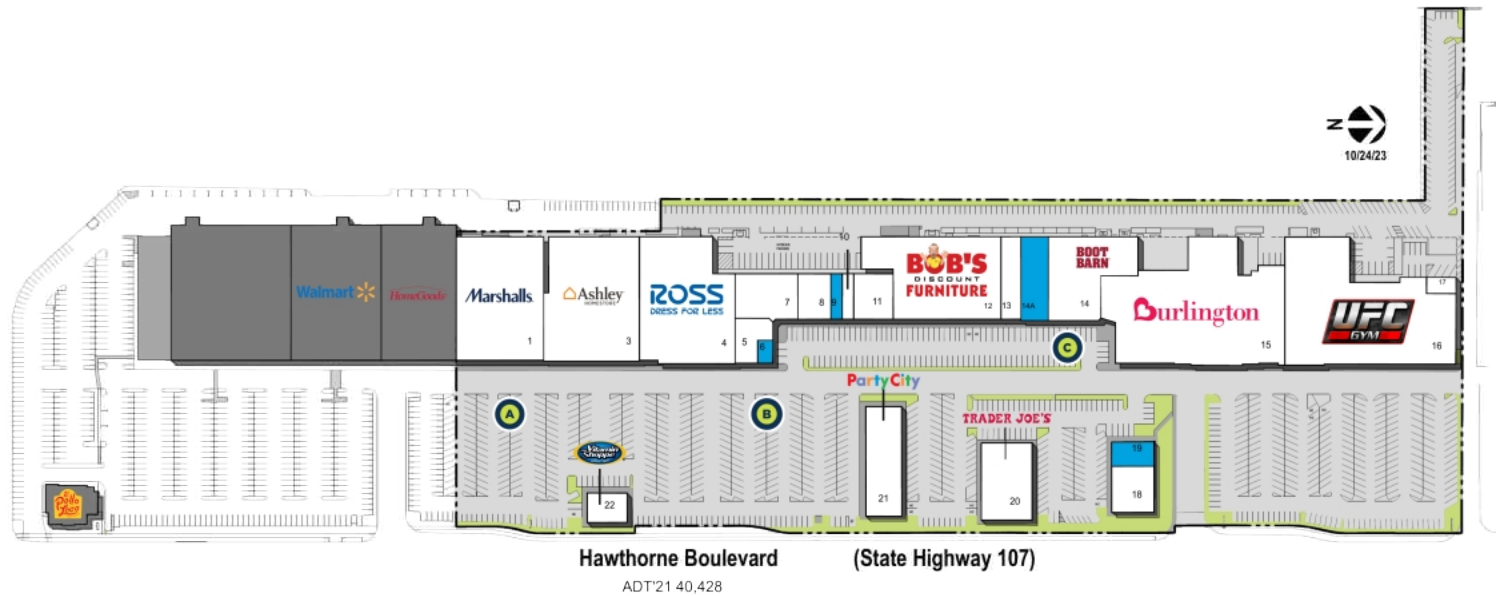 N
10/24/23
10
Walmart
HomeGoods
Marshalls
1
Ashley
HOMESTORE
3
ROSS
DRESS FOR LESS
4
5
6
7
8
9
11
BOB'S
DISCOUNT
FURNITURE
12
13
14A
BOOT
BARN
14
Burlington
15
UFC
GYM
16
17
C
A
B
Party City
TRADER JOE'S
Vitamin
Shoppe
22
21
20
19
18
El
Pollo
Loco
Hawthorne Boulevard (State Highway 107)
ADT'21 40,428